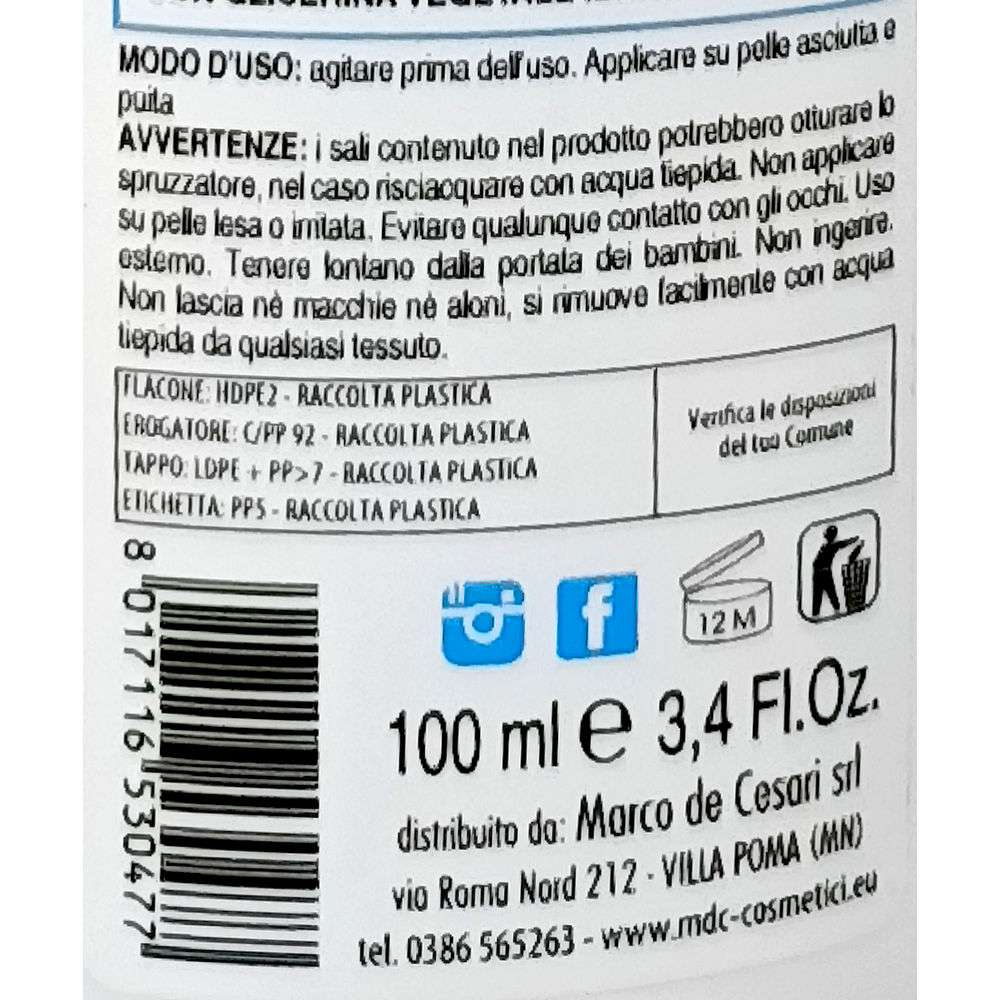 MODO D'USO: agitare prima dell'uso. Applicare su pelle asciutta e
pulita
AVVERTENZE: i sali contenuto nel prodotto potrebbero otturare lo
spruzzatore, nel caso risciacquare con acqua tiepida. Non applicare
su pelle lesa o irritata. Evitare qualunque contatto con gli occhi. Uso
esterno. Tenere lontano dalla portata dei bambini. Non ingerire.
Non lascia nè macchie nè aloni, si rimuove facilmente con acqua
tiepida da qualsiasi tessuto.
FLACONE: HDPE2 - RACCOLTA PLASTICA
EROGATORE: C/PP 92 - RACCOLTA PLASTICA
TAPPO: LDPE + PP>7 - RACCOLTA PLASTICA
ETICHETTA: PP5 - RACCOLTA PLASTICA
Verifica le disposizioni
del tuo Comune
8 017116 530477
f
12 M
100 ml e 3,4 Fl.Oz.
distribuito da: Marco de Cesari srl
via Roma Nord 212 - VILLA POMA (MN)
tel. 0386 565263 - www.mdc-cosmetici.eu